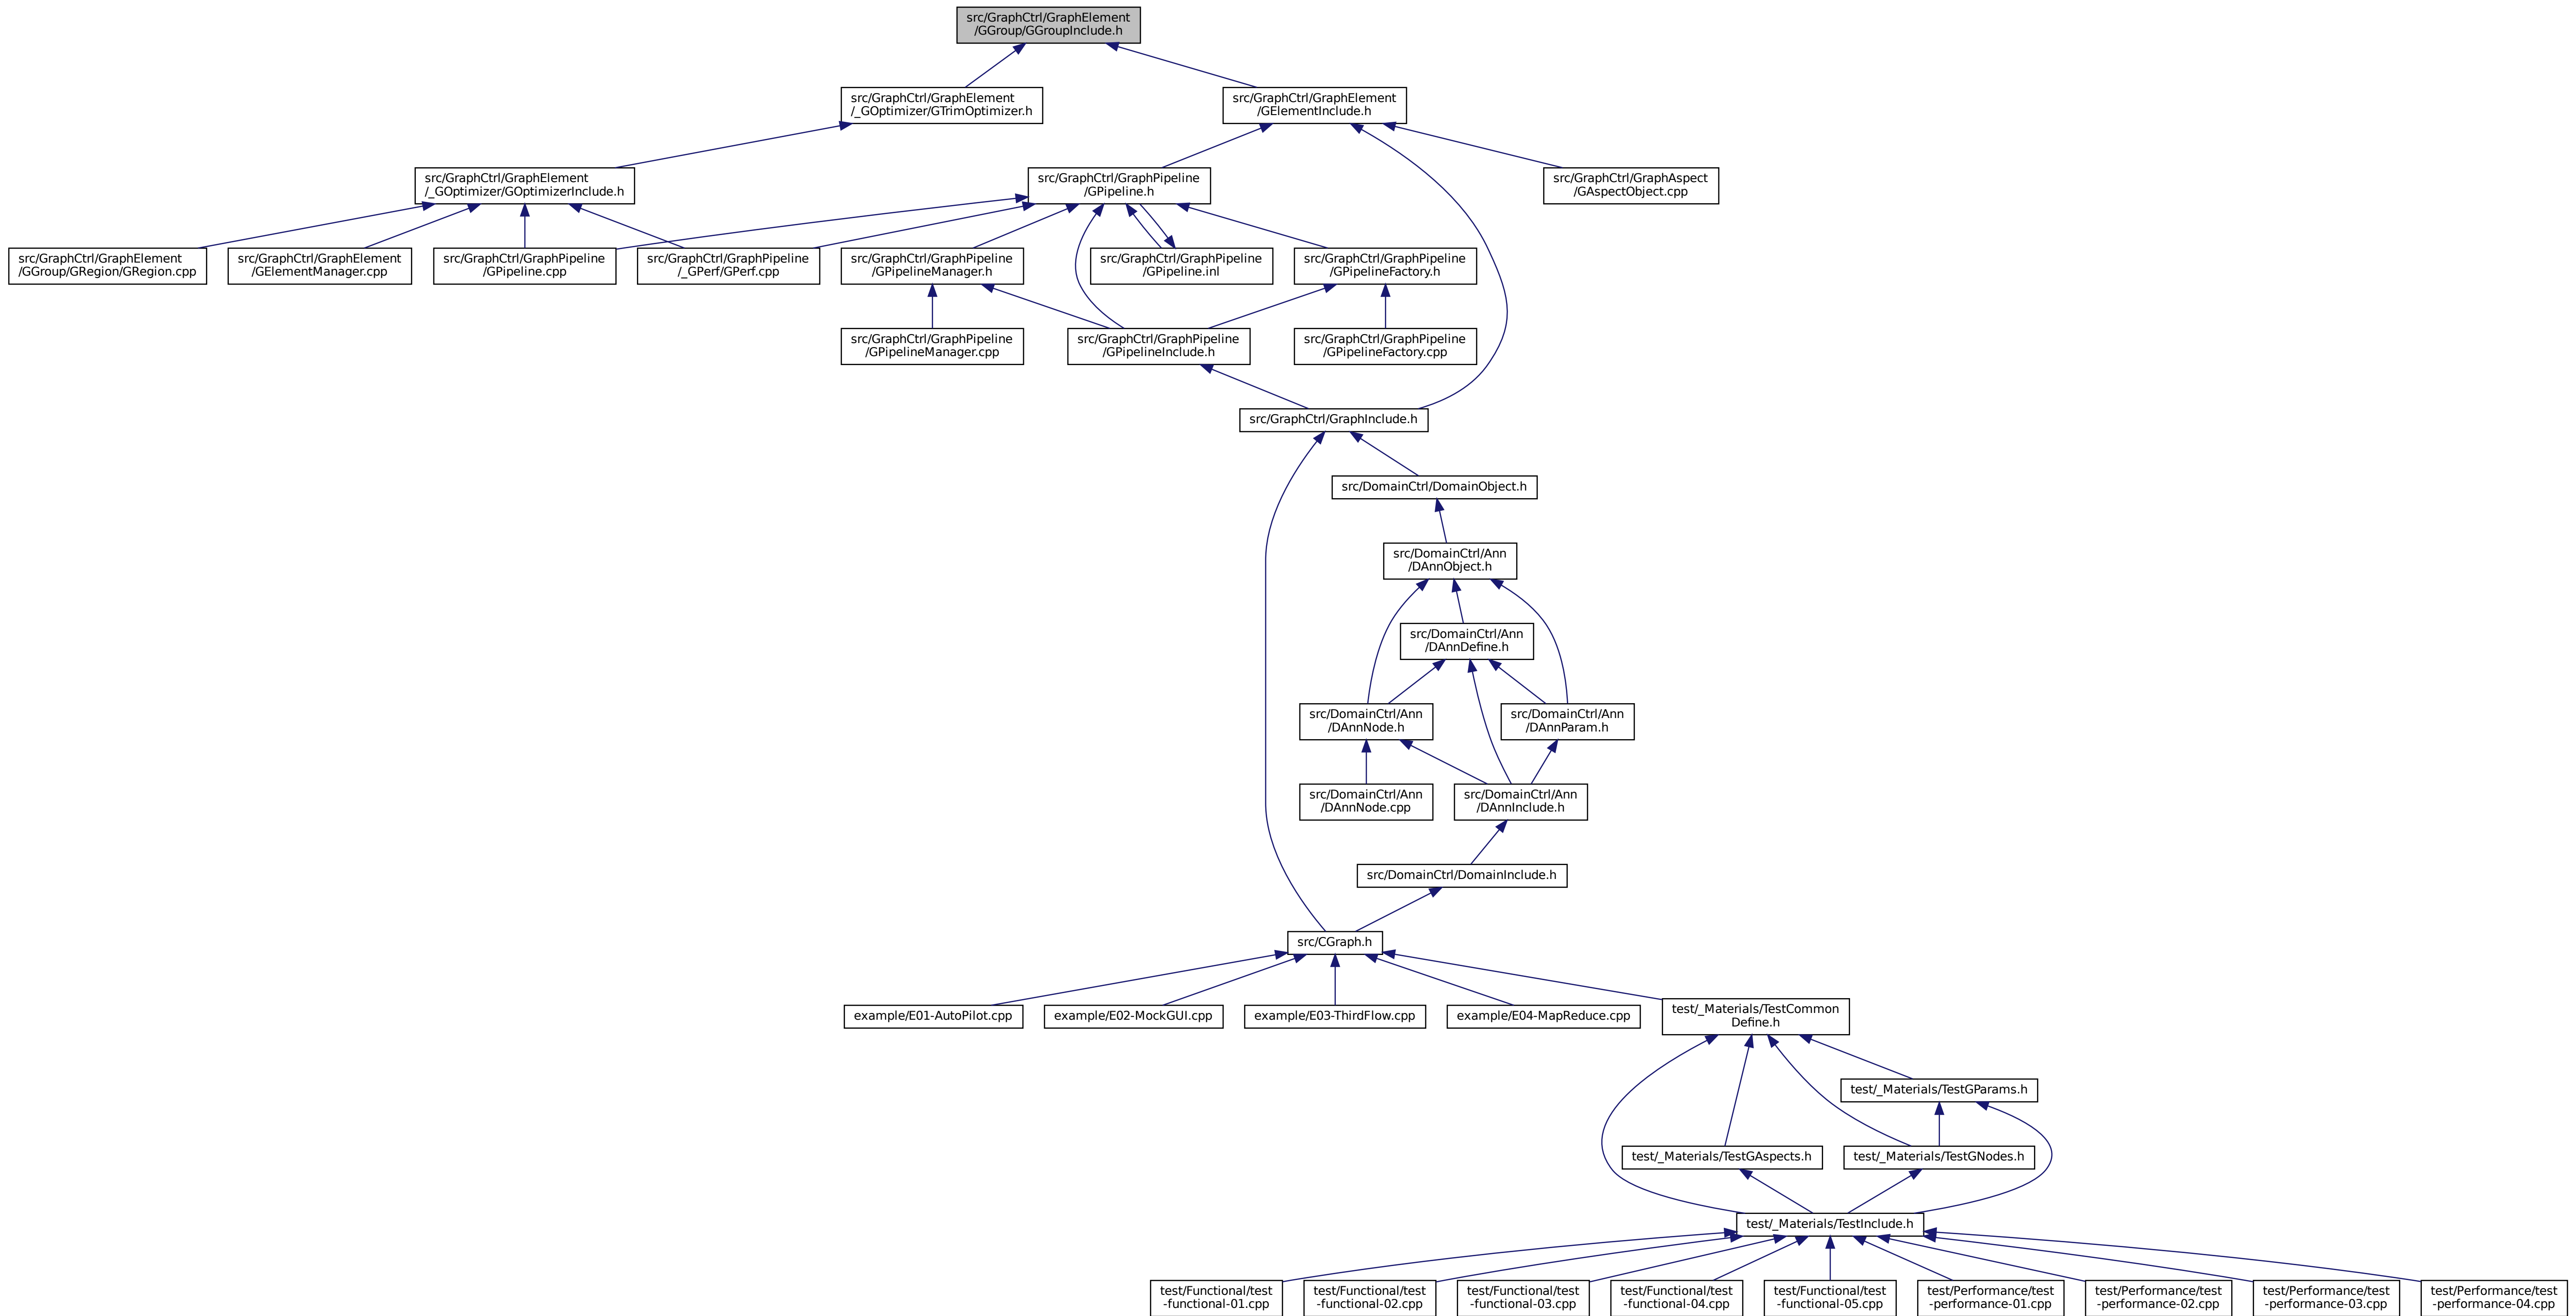 src/GraphCtrl/GraphElement
/GGroup/GGroupInclude.h
src/GraphCtrl/GraphElement
/_GOptimizer/GTrimOptimizer.h
src/GraphCtrl/GraphElement
/GElementInclude.h
src/GraphCtrl/GraphElement
/_GOptimizer/GOptimizerInclude.h
src/GraphCtrl/GraphPipeline
/GPipeline.h
src/GraphCtrl/GraphAspect
/GAspectObject.cpp
src/GraphCtrl/GraphElement
/GGroup/GRegion/GRegion.cpp
src/GraphCtrl/GraphElement
/GElementManager.cpp
src/GraphCtrl/GraphPipeline
/GPipeline.cpp
src/GraphCtrl/GraphPipeline
/_GPerf/GPerf.cpp
src/GraphCtrl/GraphPipeline
/GPipelineManager.h
src/GraphCtrl/GraphPipeline
/GPipeline.inl
src/GraphCtrl/GraphPipeline
/GPipelineFactory.h
src/GraphCtrl/GraphPipeline
/GPipelineManager.cpp
src/GraphCtrl/GraphPipeline
/GPipelineInclude.h
src/GraphCtrl/GraphPipeline
/GPipelineFactory.cpp
src/GraphCtrl/GraphInclude.h
src/DomainCtrl/DomainObject.h
src/DomainCtrl/Ann
/DAnnObject.h
src/DomainCtrl/Ann
/DAnnDefine.h
src/DomainCtrl/Ann
/DAnnNode.h
src/DomainCtrl/Ann
/DAnnParam.h
src/DomainCtrl/Ann
/DAnnNode.cpp
src/DomainCtrl/Ann
/DAnnInclude.h
src/DomainCtrl/DomainInclude.h
src/CGraph.h
example/E01-AutoPilot.cpp
example/E02-MockGUI.cpp
example/E03-ThirdFlow.cpp
example/E04-MapReduce.cpp
test/_Materials/TestCommon
Define.h
test/_Materials/TestGParams.h
test/_Materials/TestGAspects.h
test/_Materials/TestGNodes.h
test/_Materials/TestInclude.h
test/Functional/test
-functional-01.cpp
test/Functional/test
-functional-02.cpp
test/Functional/test
-functional-03.cpp
test/Functional/test
-functional-04.cpp
test/Functional/test
-functional-05.cpp
test/Performance/test
-performance-01.cpp
test/Performance/test
-performance-02.cpp
test/Performance/test
-performance-03.cpp
test/Performance/test
-performance-04.cpp